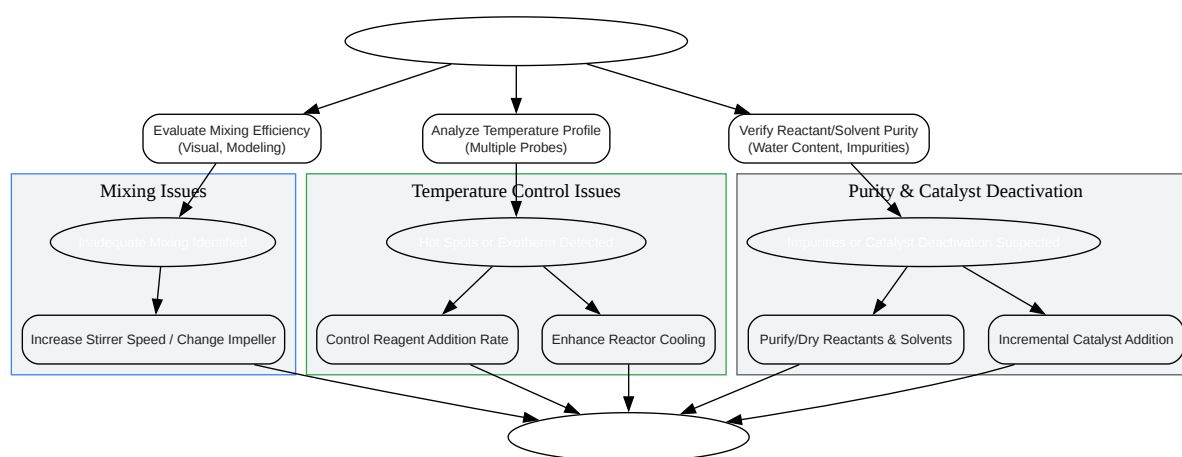 Evaluate Mixing Efficiency
(Visual, Modeling)
Analyze Temperature Profile
(Multiple Probes)
Verify Reactant/Solvent Purity
(Water Content, Impurities)
Mixing Issues
Temperature Control Issues
Purity & Catalyst Deactivation
Inadequate Mixing Identified
Hot Spots or Exotherm Detected
Impurities or Catalyst Deactivation Suspected
Increase Stirrer Speed / Change Impeller
Control Reagent Addition Rate
Enhance Reactor Cooling
Purify/Dry Reactants & Solvents
Incremental Catalyst Addition